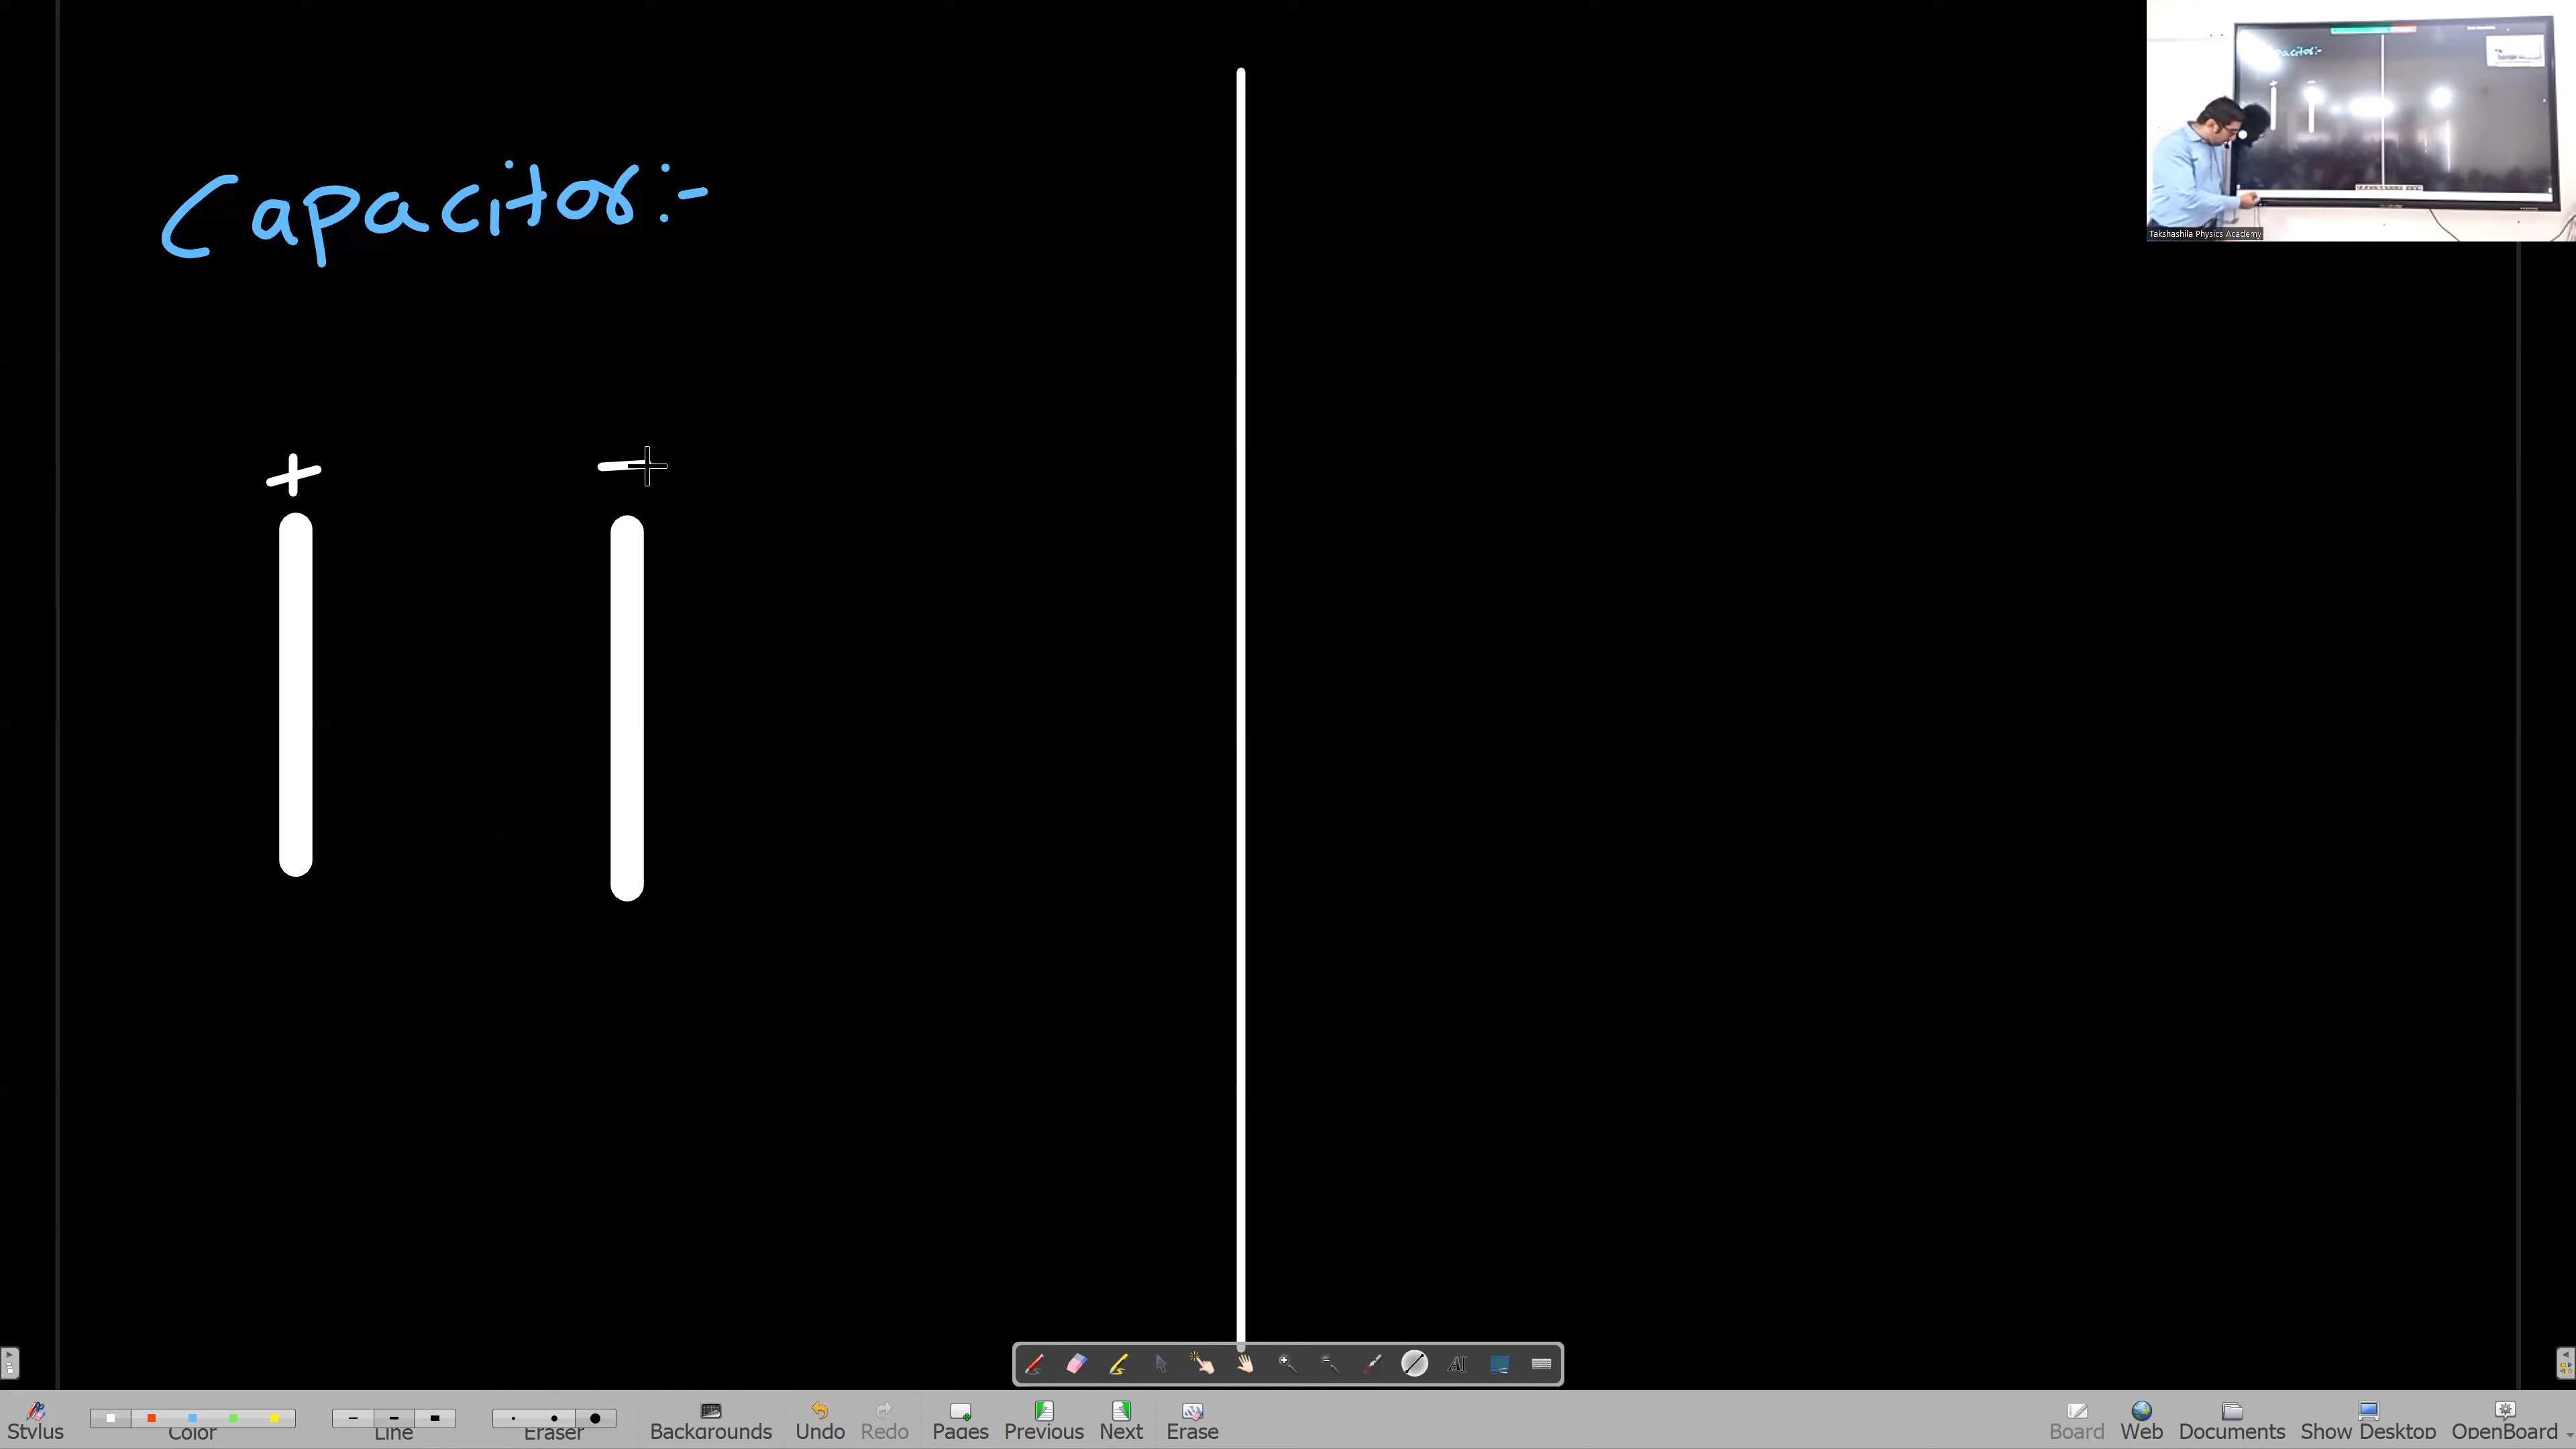 Capacitor:-
+ −
Takshashila Physics Academy
Stylus Color Line Eraser Backgrounds Undo Redo Pages Previous Next Erase Board Web Documents Show Desktop OpenBoard